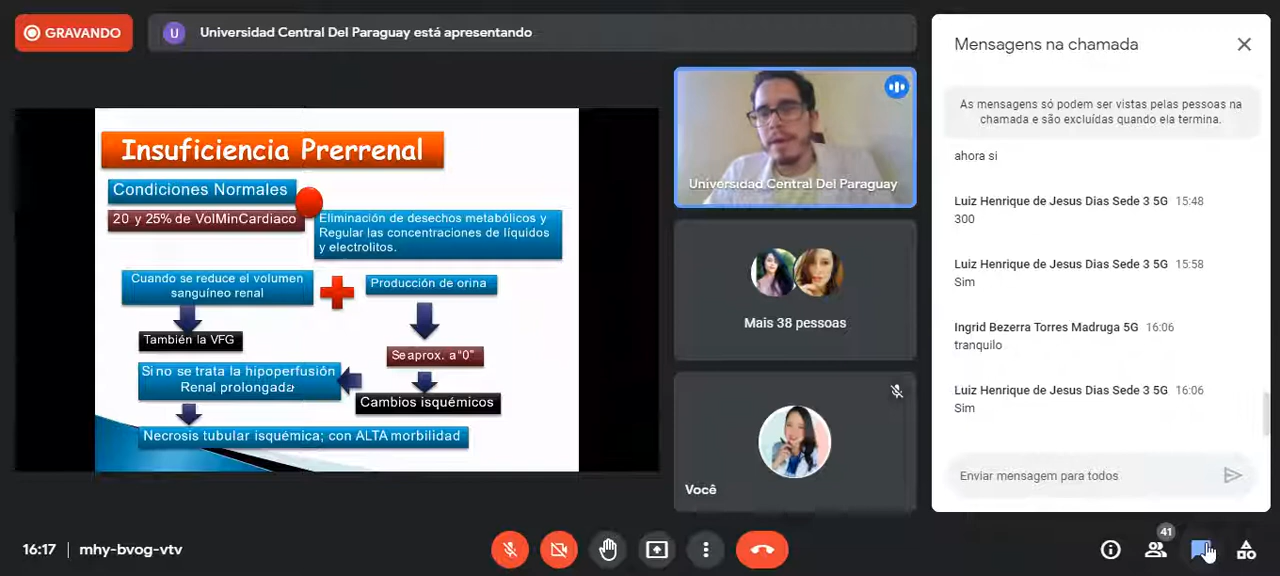 GRAVANDO
U
Universidad Central Del Paraguay está apresentando
Insuficiencia Prerrenal
Condiciones Normales
20 y 25% de VolMinCardiaco
Eliminación de desechos metabólicos y
Regular las concentraciones de líquidos
y electrolitos.
Cuando se reduce el volumen
sanguíneo renal
Producción de orina
También la VFG
Se aprox. a "0"
Si no se trata la hipoperfusión
Renal prolongada
Cambios isquémicos
Necrosis tubular isquémica; con ALTA morbilidad
Universidad Central Del Paraguay
Mais 38 pessoas
Você
Mensagens na chamada
As mensagens só podem ser vistas pelas pessoas na
chamada e são excluídas quando ela termina.
ahora si
Luiz Henrique de Jesus Dias Sede 3 5G 15:48
300
Luiz Henrique de Jesus Dias Sede 3 5G 15:58
Sim
Ingrid Bezerra Torres Madruga 5G 16:06
tranquilo
Luiz Henrique de Jesus Dias Sede 3 5G 16:06
Sim
Enviar mensagem para todos
16:17 | mhy-bvog-vtv
41